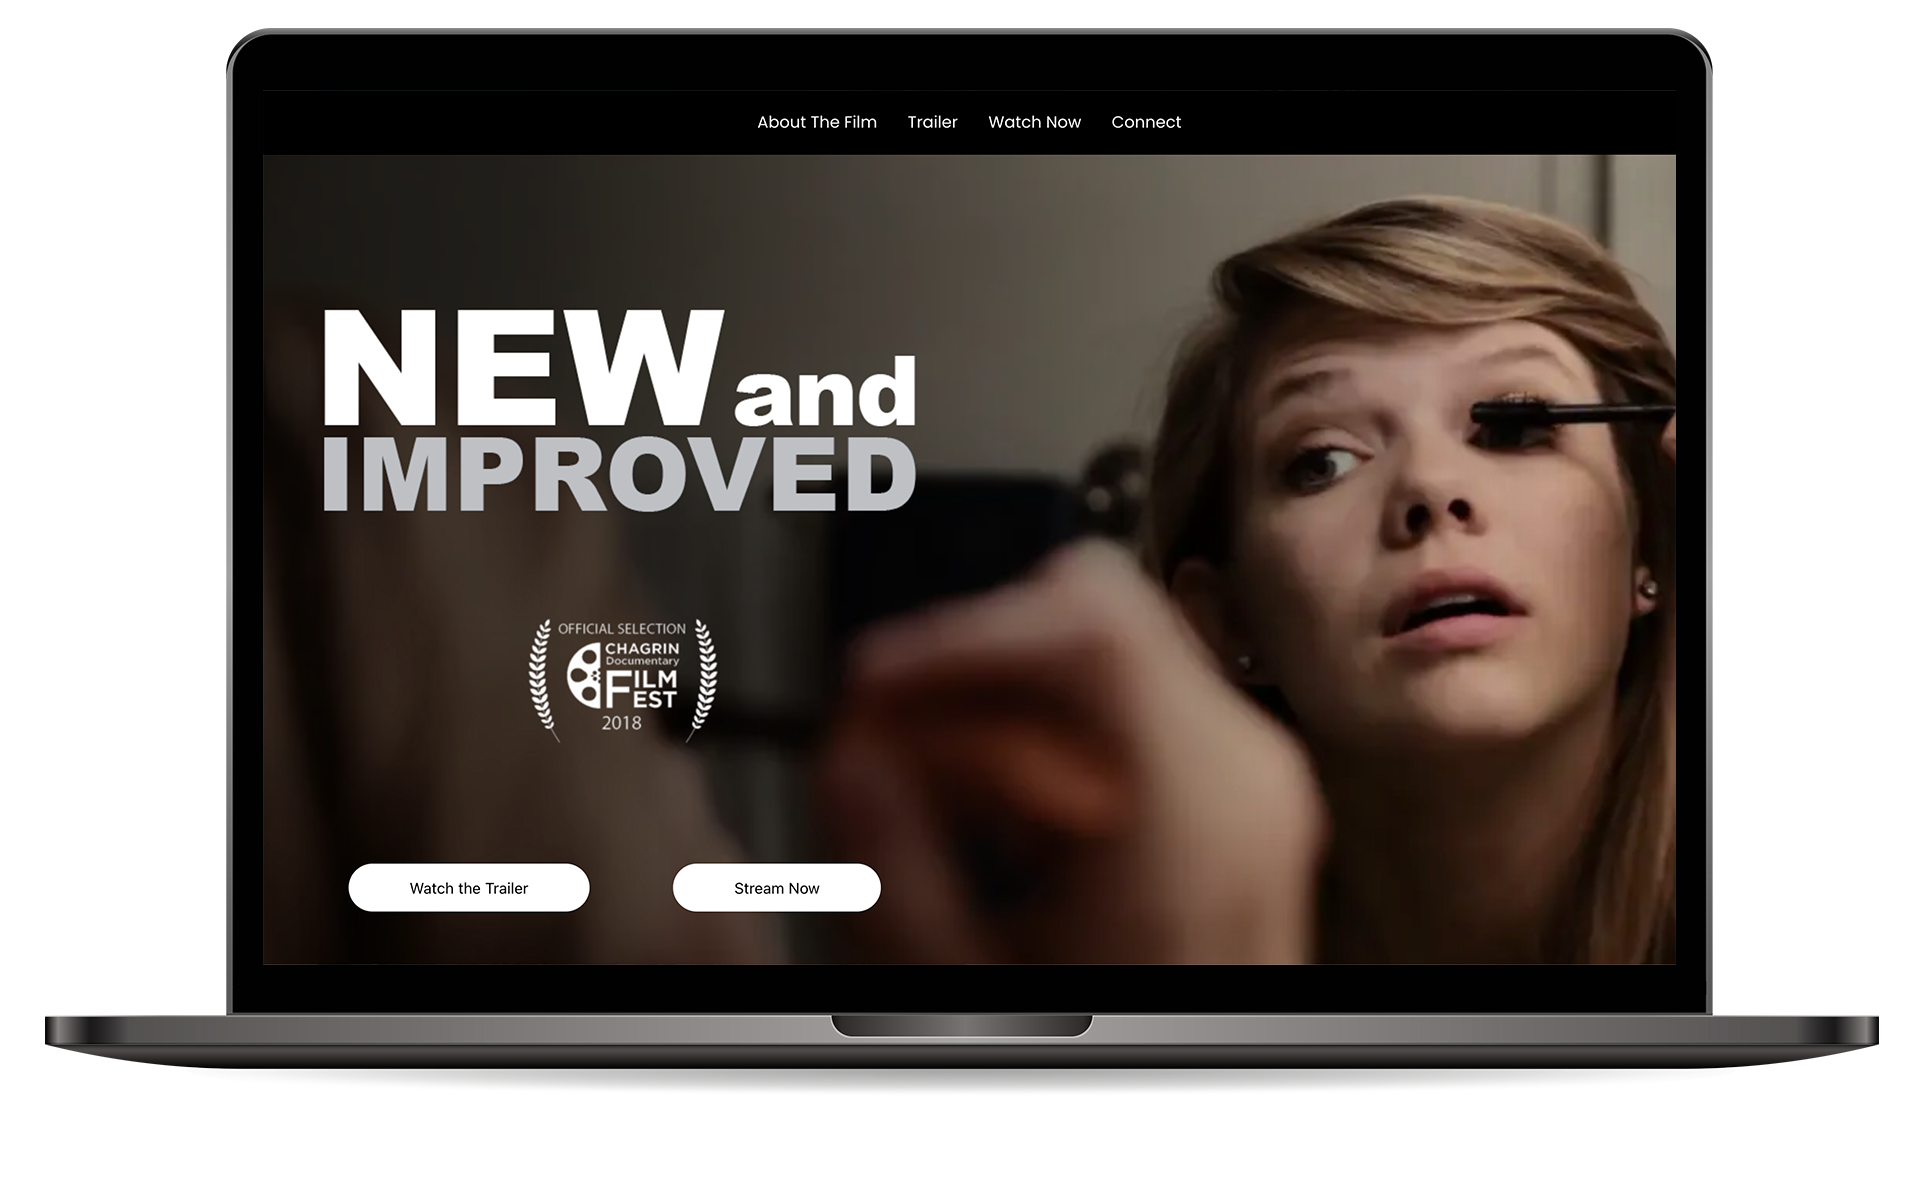 About The Film Trailer Watch Now Connect
NEW and
IMPROVED
OFFICIAL SELECTION
CHAGRIN
Documentary
FILM
FEST
2018
Watch the Trailer Stream Now